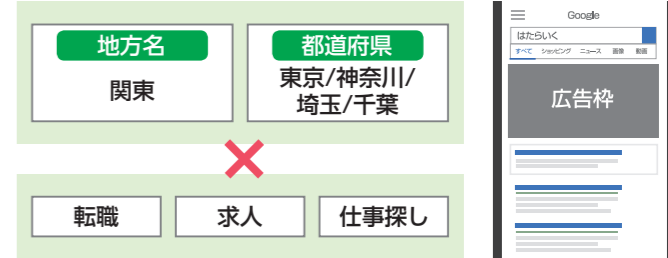 地方名
関東
都道府県
東京/神奈川/
埼玉/千葉
×
転職
求人
仕事探し
Google
はたらいく
すべて ショッピング ニュース 画像 動画
広告枠